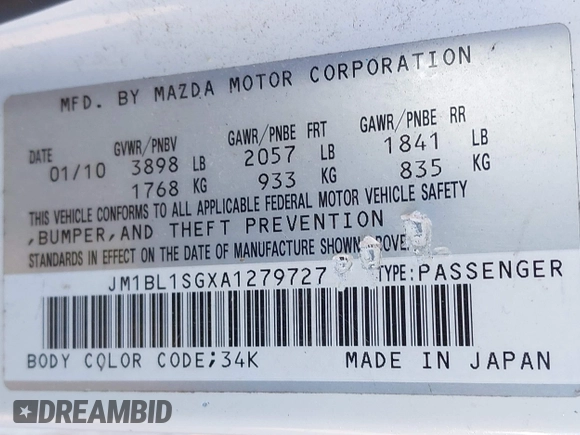 MFD. BY MAZDA MOTOR CORPORATION
DATE GVWR/PNBV GAWR/PNBE FRT GAWR/PNBE RR
01/10 3898 LB 2057 LB 1841 LB
1768 KG 933 KG 835 KG
THIS VEHICLE CONFORMS TO ALL APPLICABLE FEDERAL MOTOR VEHICLE SAFETY
,BUMPER,AND THEFT PREVENTION
STANDARDS IN EFFECT ON THE DATE OF MANUFACTURE SHOWN ABOVE.
JM1BL1SGXA1279727 TYPE:PASSENGER
BODY COLOR CODE;34K MADE IN JAPAN
DREAMBID